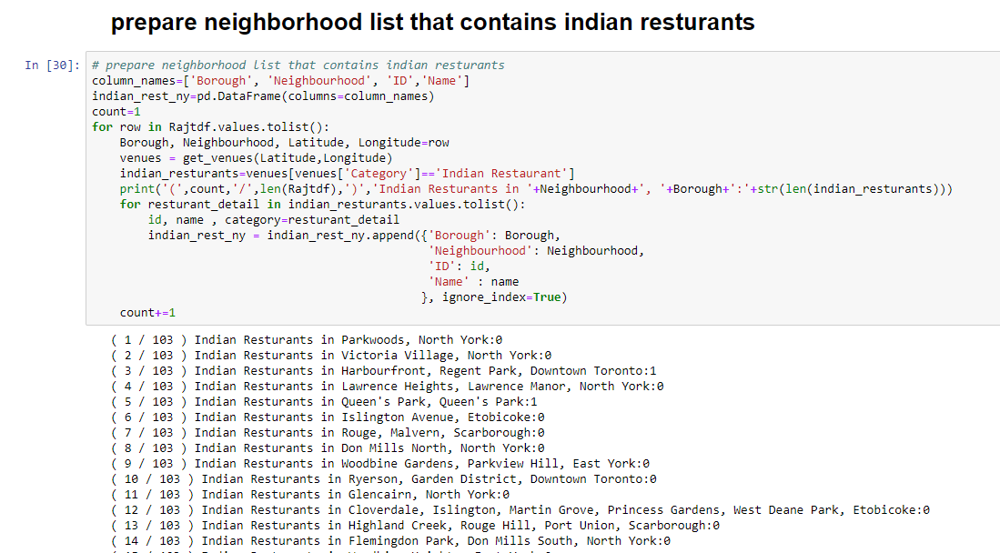 prepare neighborhood list that contains indian resturants
In [30]: # prepare neighborhood list that contains indian resturants
column_names=['Borough', 'Neighbourhood', 'ID','Name']
indian_rest_ny=pd.DataFrame(columns=column_names)
count=1
for row in Rajtdf.values.tolist():
    Borough, Neighbourhood, Latitude, Longitude=row
    venues = get_venues(Latitude,Longitude)
    indian_resturants=venues[venues['Category']=='Indian Restaurant']
    print('(',count,'/',len(Rajtdf),')','Indian Resturants in '+Neighbourhood+', '+Borough+':'+str(len(indian_resturants)))
    for resturant_detail in indian_resturants.values.tolist():
        id, name , category=resturant_detail
        indian_rest_ny = indian_rest_ny.append({'Borough': Borough,
                                                'Neighbourhood': Neighbourhood,
                                                'ID': id,
                                                'Name' : name
                                               }, ignore_index=True)
    count+=1
( 1 / 103 ) Indian Resturants in Parkwoods, North York:0
( 2 / 103 ) Indian Resturants in Victoria Village, North York:0
( 3 / 103 ) Indian Resturants in Harbourfront, Regent Park, Downtown Toronto:1
( 4 / 103 ) Indian Resturants in Lawrence Heights, Lawrence Manor, North York:0
( 5 / 103 ) Indian Resturants in Queen's Park, Queen's Park:1
( 6 / 103 ) Indian Resturants in Islington Avenue, Etobicoke:0
( 7 / 103 ) Indian Resturants in Rouge, Malvern, Scarborough:0
( 8 / 103 ) Indian Resturants in Don Mills North, North York:0
( 9 / 103 ) Indian Resturants in Woodbine Gardens, Parkview Hill, East York:0
( 10 / 103 ) Indian Resturants in Ryerson, Garden District, Downtown Toronto:0
( 11 / 103 ) Indian Resturants in Glencairn, North York:0
( 12 / 103 ) Indian Resturants in Cloverdale, Islington, Martin Grove, Princess Gardens, West Deane Park, Etobicoke:0
( 13 / 103 ) Indian Resturants in Highland Creek, Rouge Hill, Port Union, Scarborough:0
( 14 / 103 ) Indian Resturants in Flemingdon Park, Don Mills South, North York:0